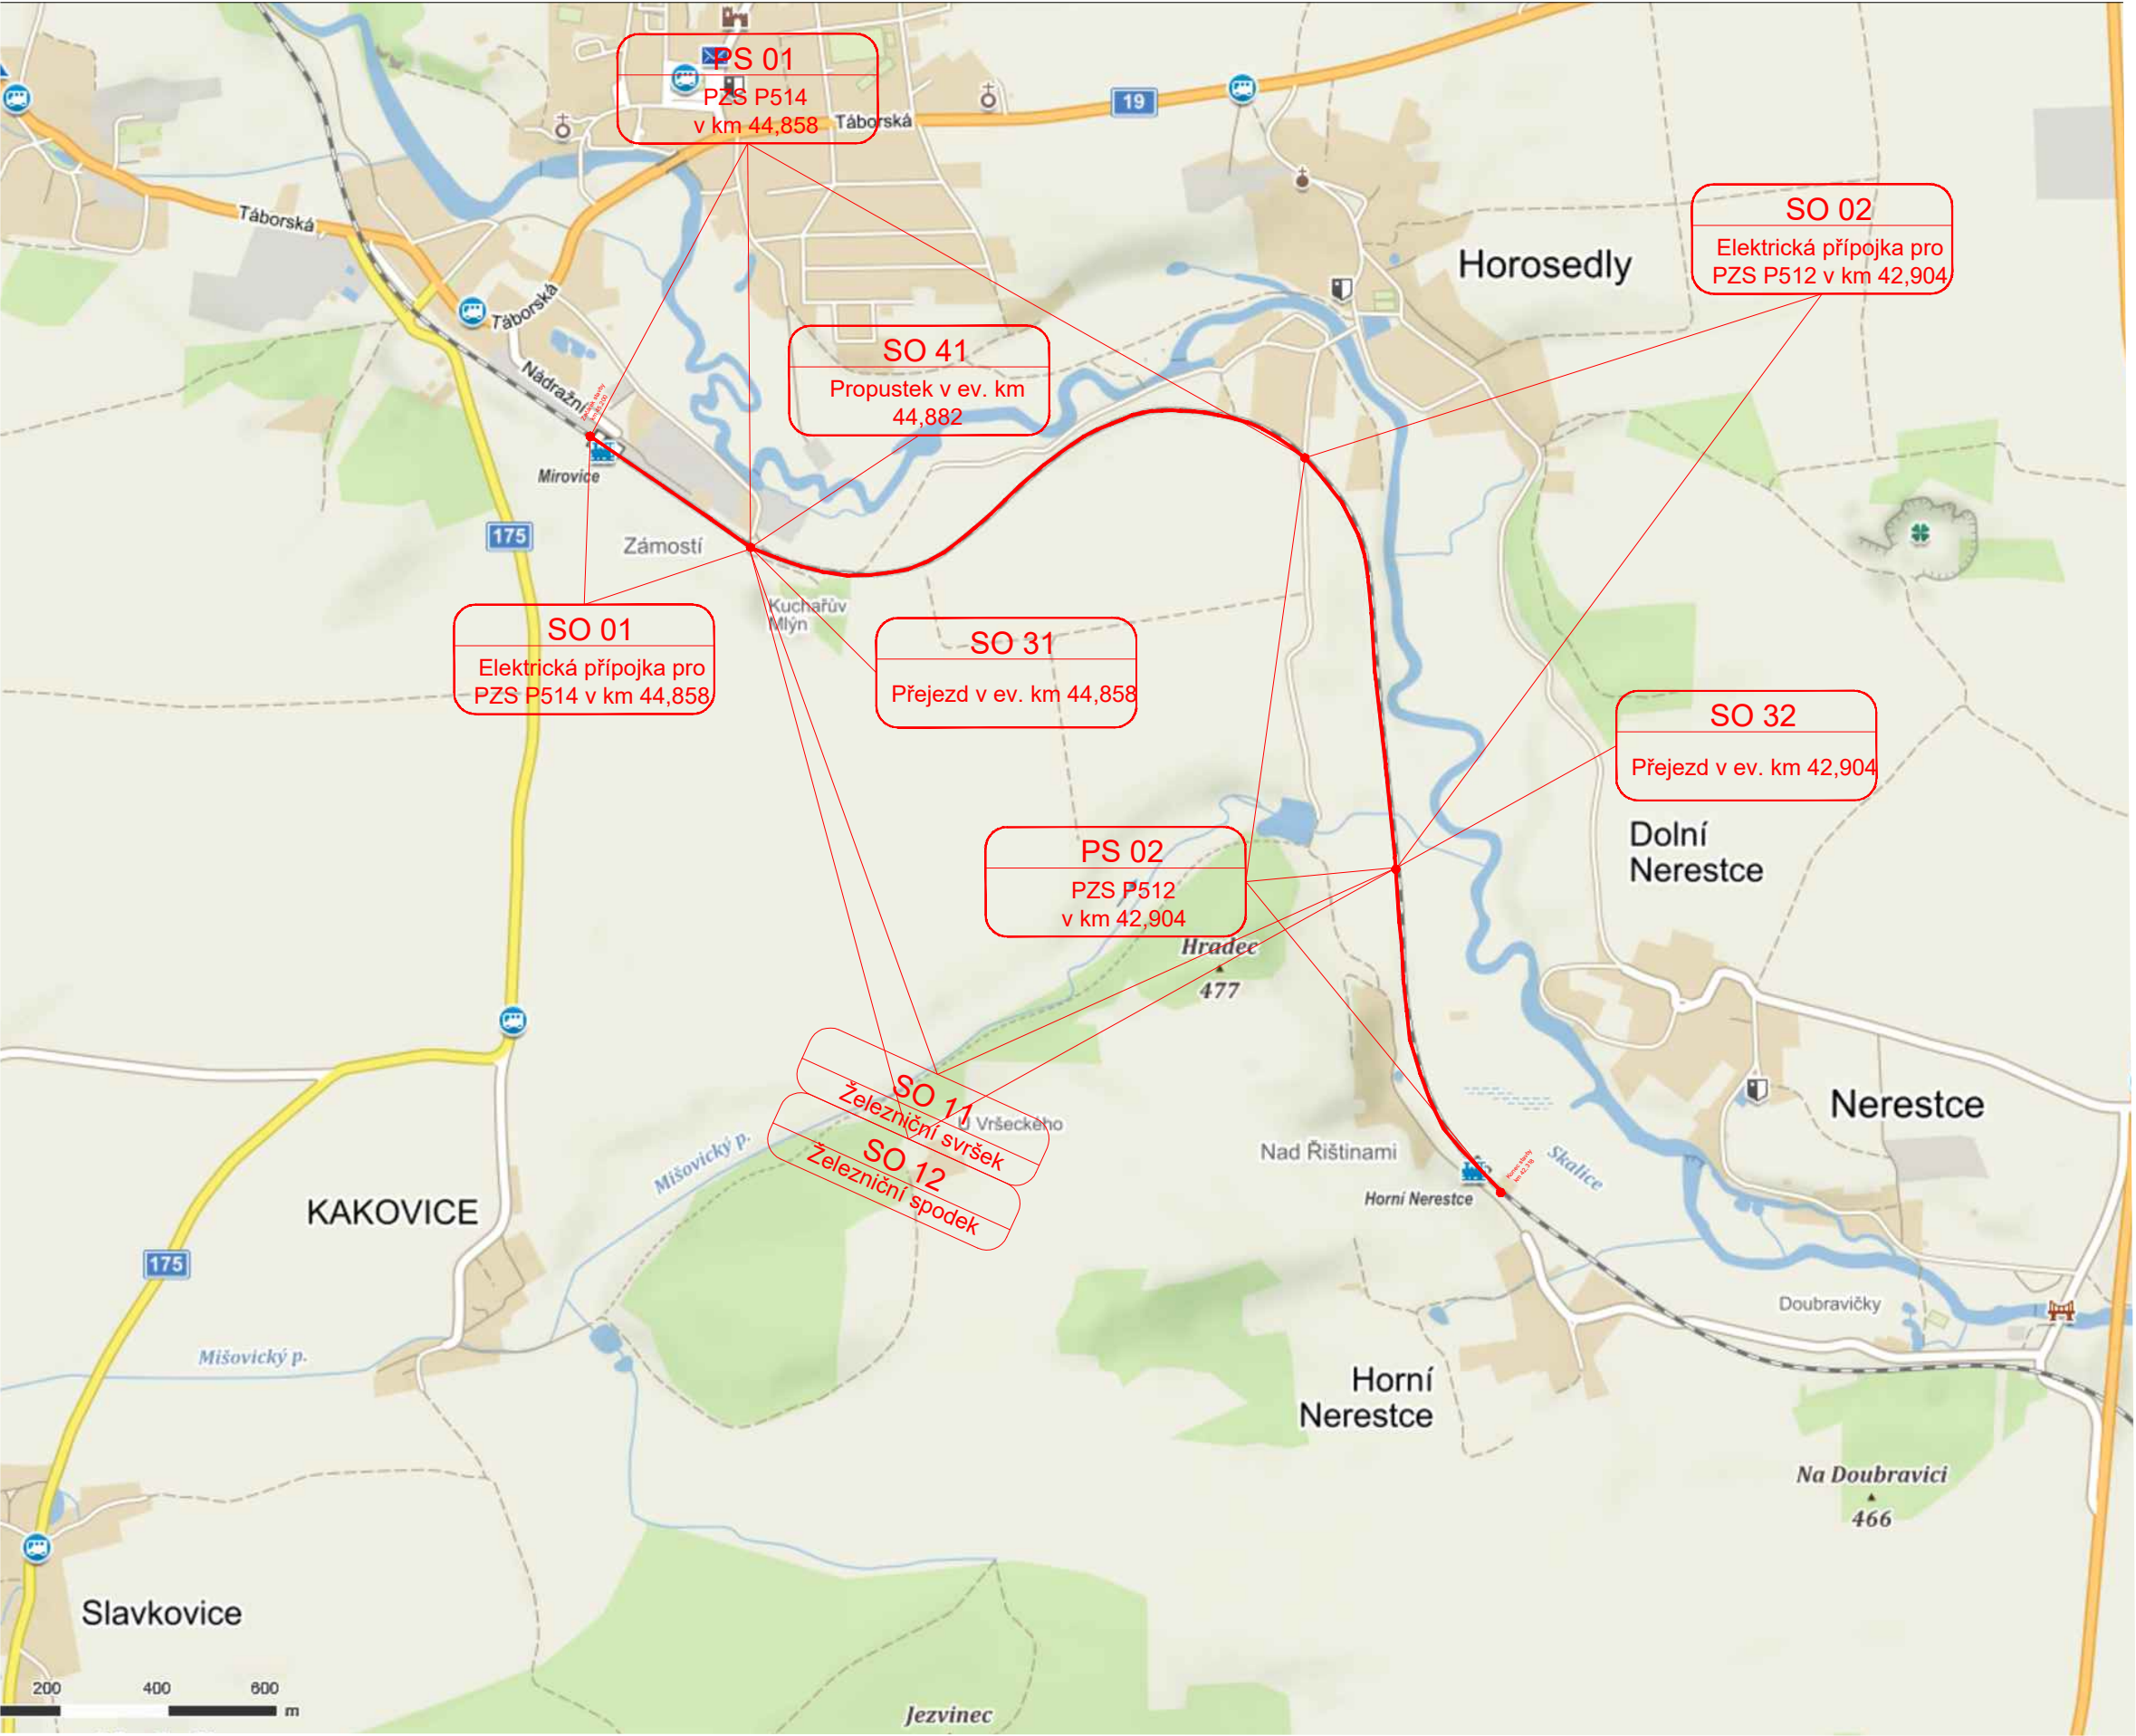 PS 01
PZS P514
v km 44,858
Táborská
19
Táborská
SO 02
Elektrická přípojka pro
PZS P512 v km 42,904
Horosedly
Táborská
SO 41
Propustek v ev. km
44,882
Nádražní
Mirovice
175
Zámostí
Kuchařův
Mlýn
SO 01
Elektrická přípojka pro
PZS P514 v km 44,858
SO 31
Přejezd v ev. km 44,858
SO 32
Přejezd v ev. km 42,904
Dolní
Nerestce
PS 02
PZS P512
v km 42,904
Hradec
477
SO 11
Železniční svršek
U Vršeckého
SO 12
Železniční spodek
Mišovický p.
Nad Řištinami
Skalice
Nerestce
Horní Nerestce
KAKOVICE
175
Doubravičky
Mišovický p.
Horní
Nerestce
Na Doubravici
466
Slavkovice
200 400 600
m
Jezvinec